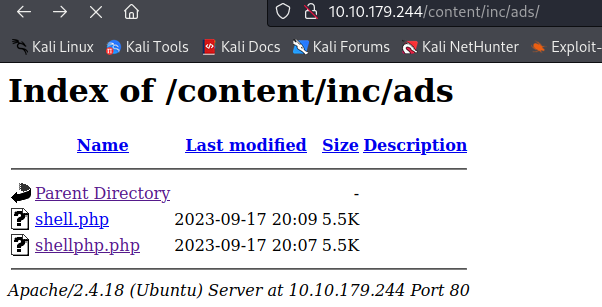 10.10.179.244/content/inc/ads/
Kali Linux Kali Tools Kali Docs Kali Forums Kali NetHunter Exploit-
Index of /content/inc/ads
Name Last modified Size Description
Parent Directory -
shell.php 2023-09-17 20:09 5.5K
shellphp.php 2023-09-17 20:07 5.5K
Apache/2.4.18 (Ubuntu) Server at 10.10.179.244 Port 80